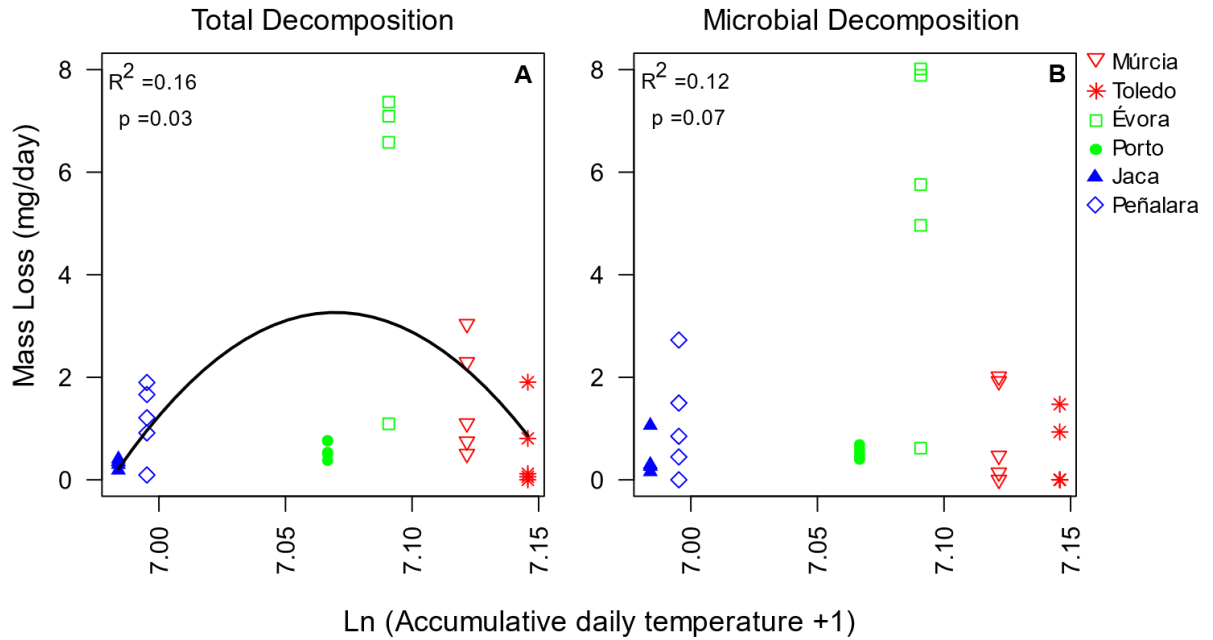 Total Decomposition
Microbial Decomposition
Mass Loss (mg/day)
8
6
4
2
0
R² =0.16
p =0.03
A
7.00
7.05
7.10
7.15
8
6
4
2
0
R² =0.12
p =0.07
B
7.00
7.05
7.10
7.15
Múrcia
Toledo
Évora
Porto
Jaca
Peñalara
Ln (Accumulative daily temperature +1)